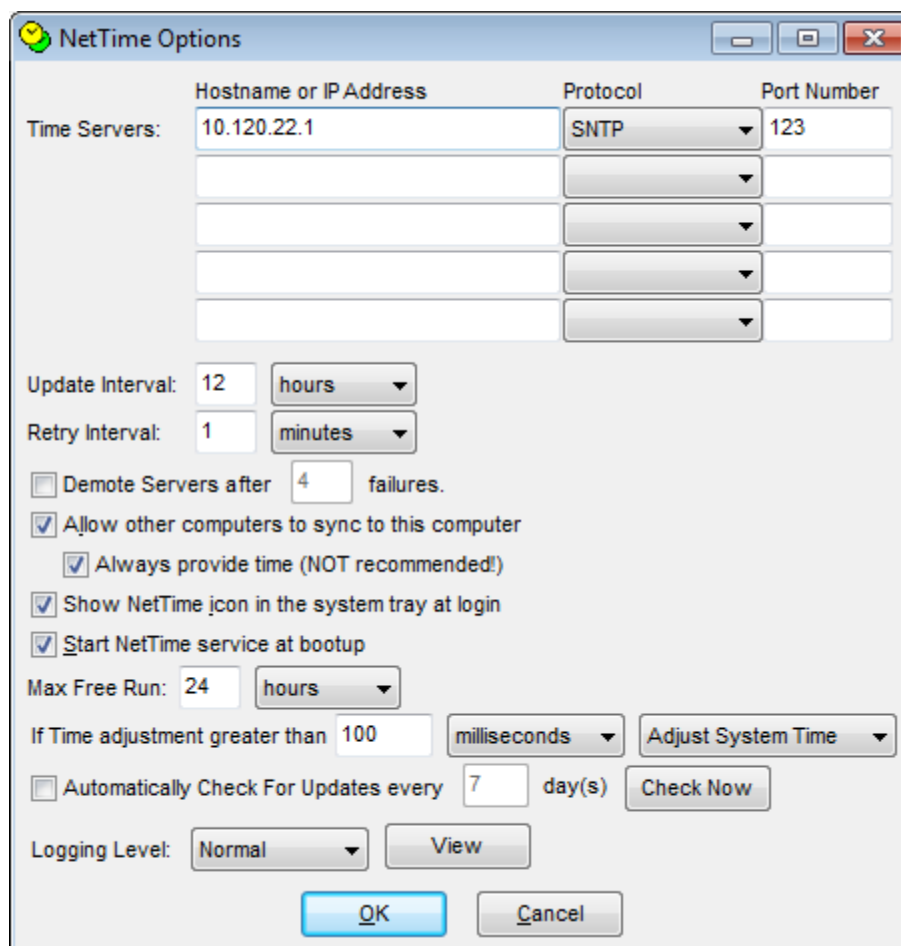 NetTime Options
Hostname or IP Address Protocol Port Number
Time Servers: 10.120.22.1 SNTP 123
Update Interval: 12 hours
Retry Interval: 1 minutes
Demote Servers after 4 failures.
Allow other computers to sync to this computer
Always provide time (NOT recommended!)
Show NetTime icon in the system tray at login
Start NetTime service at bootup
Max Free Run: 24 hours
If Time adjustment greater than 100 milliseconds Adjust System Time
Automatically Check For Updates every 7 day(s) Check Now
Logging Level: Normal View
OK Cancel